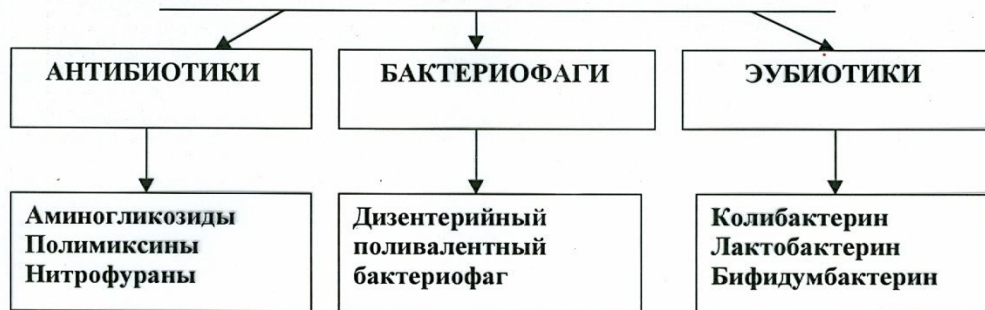 АНТИБИОТИКИ
БАКТЕРИОФАГИ
ЭУБИОТИКИ
Аминогликозиды
Полимиксины
Нитрофураны
Дизентерийный
поливалентный
бактериофаг
Колибактерин
Лактобактерин
Бифидумбактерин